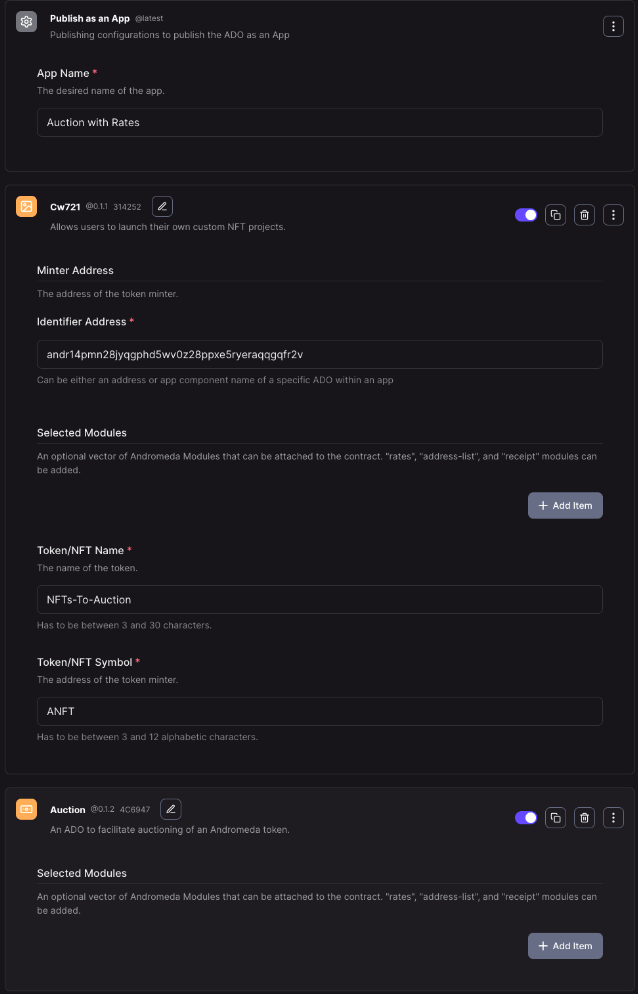 Publish as an App @latest
Publishing configurations to publish the ADO as an App
App Name *
The desired name of the app.
Auction with Rates
Cw721 @0.1.1 314252
Allows users to launch their own custom NFT projects.
Minter Address
The address of the token minter.
Identifier Address *
andr14pmn28jyqgphd5wv0z28ppxe5ryeraqqgqfr2v
Can be either an address or app component name of a specific ADO within an app
Selected Modules
An optional vector of Andromeda Modules that can be attached to the contract. "rates", "address-list", and "receipt" modules can
be added.
+ Add Item
Token/NFT Name *
The name of the token.
NFTs-To-Auction
Has to be between 3 and 30 characters.
Token/NFT Symbol *
The address of the token minter.
ANFT
Has to be between 3 and 12 alphabetic characters.
Auction @0.1.2 4C6947
An ADO to facilitate auctioning of an Andromeda token.
Selected Modules
An optional vector of Andromeda Modules that can be attached to the contract. "rates", "address-list", and "receipt" modules can
be added.
+ Add Item